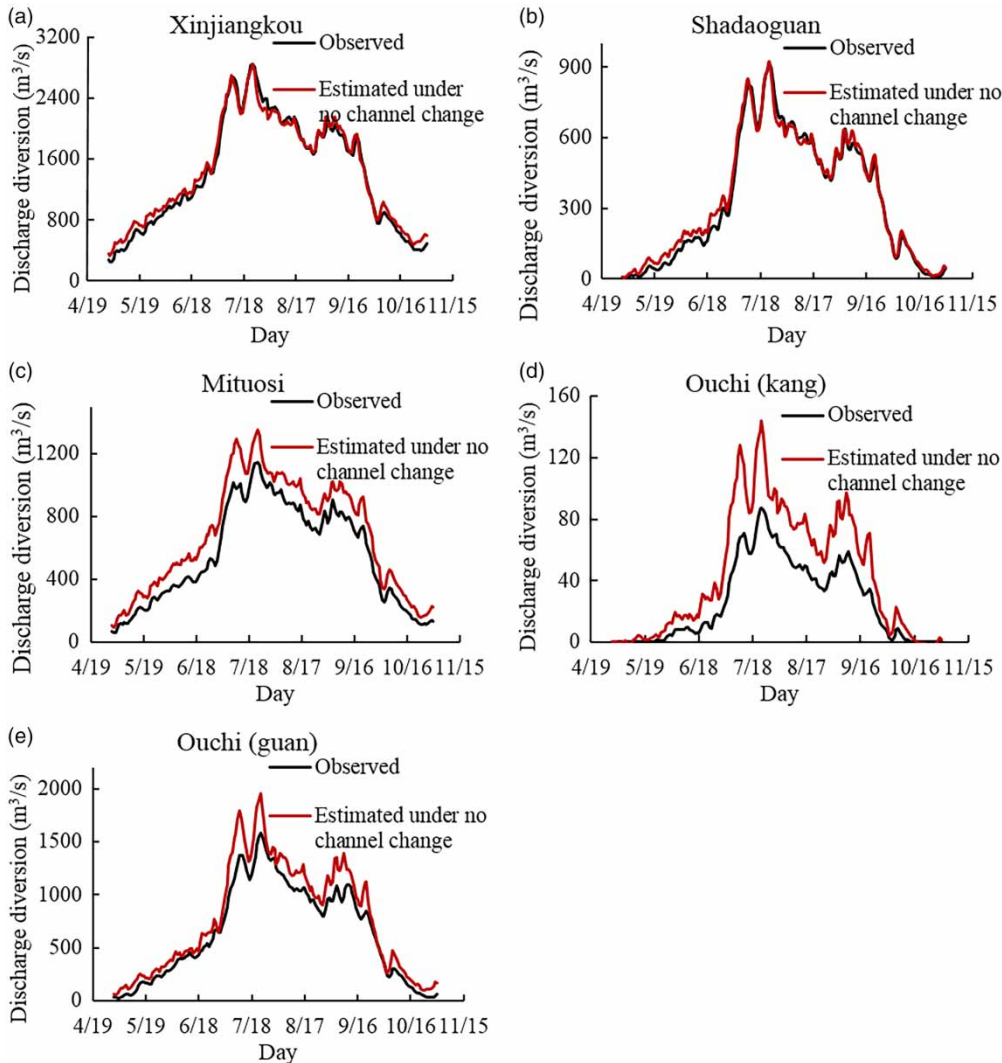 (a)
Xinjiangkou
Discharge diversion (m³/s)
3200
2400
1600
800
0
Observed
Estimated under
no channel change
4/19 5/19 6/18 7/18 8/17 9/16 10/16 11/15
Day
(b)
Shadaoguan
Discharge diversion (m³/s)
900
600
300
0
Observed
Estimated under no
channel change
4/19 5/19 6/18 7/18 8/17 9/16 10/16 11/15
Day
(c)
Mituosi
Discharge diversion (m³/s)
1200
800
400
0
Observed
Estimated under no
channel change
4/19 5/19 6/18 7/18 8/17 9/16 10/16 11/15
Day
(d)
Ouchi (kang)
Discharge diversion (m³/s)
160
120
80
40
0
Observed
Estimated under no
channel change
4/19 5/19 6/18 7/18 8/17 9/16 10/16 11/15
Day
(e)
Ouchi (guan)
Discharge diversion (m³/s)
2000
1500
1000
500
0
Observed
Estimated under no
channel change
4/19 5/19 6/18 7/18 8/17 9/16 10/16 11/15
Day